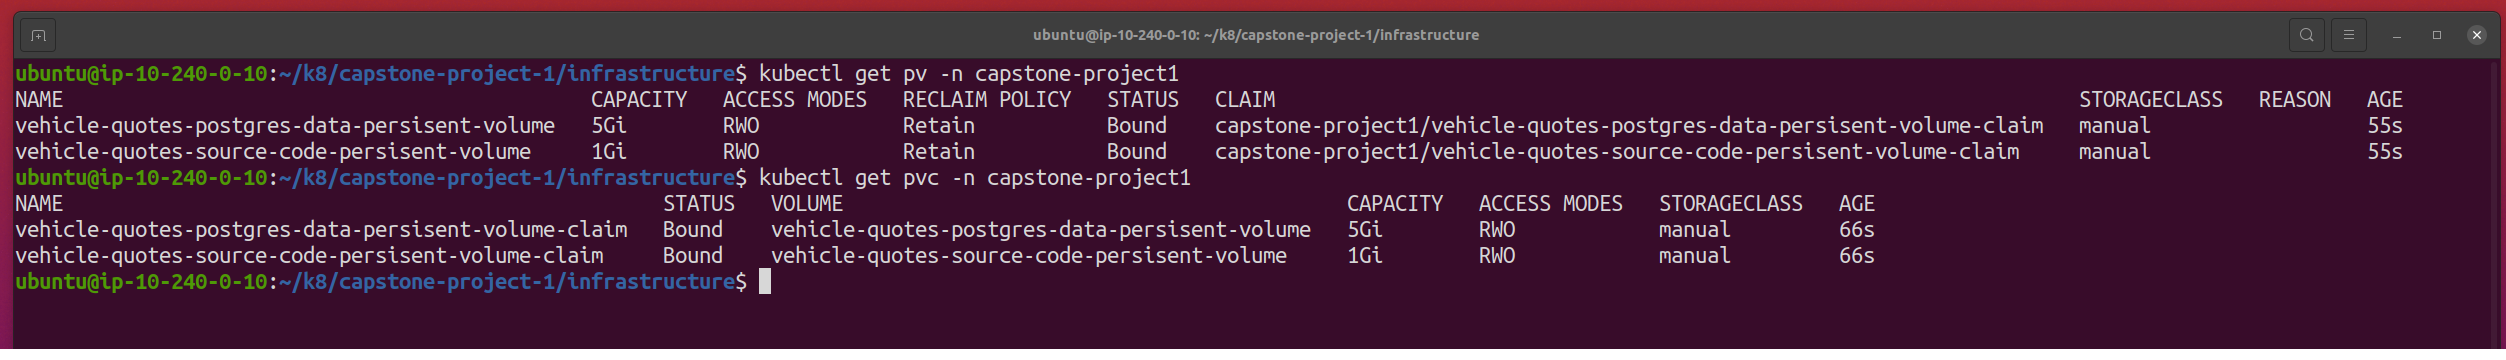 ubuntu@ip-10-240-0-10: ~/k8/capstone-project-1/infrastructure
ubuntu@ip-10-240-0-10:~/k8/capstone-project-1/infrastructure$ kubectl get pv -n capstone-project1
NAME CAPACITY ACCESS MODES RECLAIM POLICY STATUS CLAIM STORAGECLASS REASON AGE
vehicle-quotes-postgres-data-persisent-volume 5Gi RWO Retain Bound capstone-project1/vehicle-quotes-postgres-data-persisent-volume-claim manual 55s
vehicle-quotes-source-code-persisent-volume 1Gi RWO Retain Bound capstone-project1/vehicle-quotes-source-code-persisent-volume-claim manual 55s
ubuntu@ip-10-240-0-10:~/k8/capstone-project-1/infrastructure$ kubectl get pvc -n capstone-project1
NAME STATUS VOLUME CAPACITY ACCESS MODES STORAGECLASS AGE
vehicle-quotes-postgres-data-persisent-volume-claim Bound vehicle-quotes-postgres-data-persisent-volume 5Gi RWO manual 66s
vehicle-quotes-source-code-persisent-volume-claim Bound vehicle-quotes-source-code-persisent-volume 1Gi RWO manual 66s
ubuntu@ip-10-240-0-10:~/k8/capstone-project-1/infrastructure$